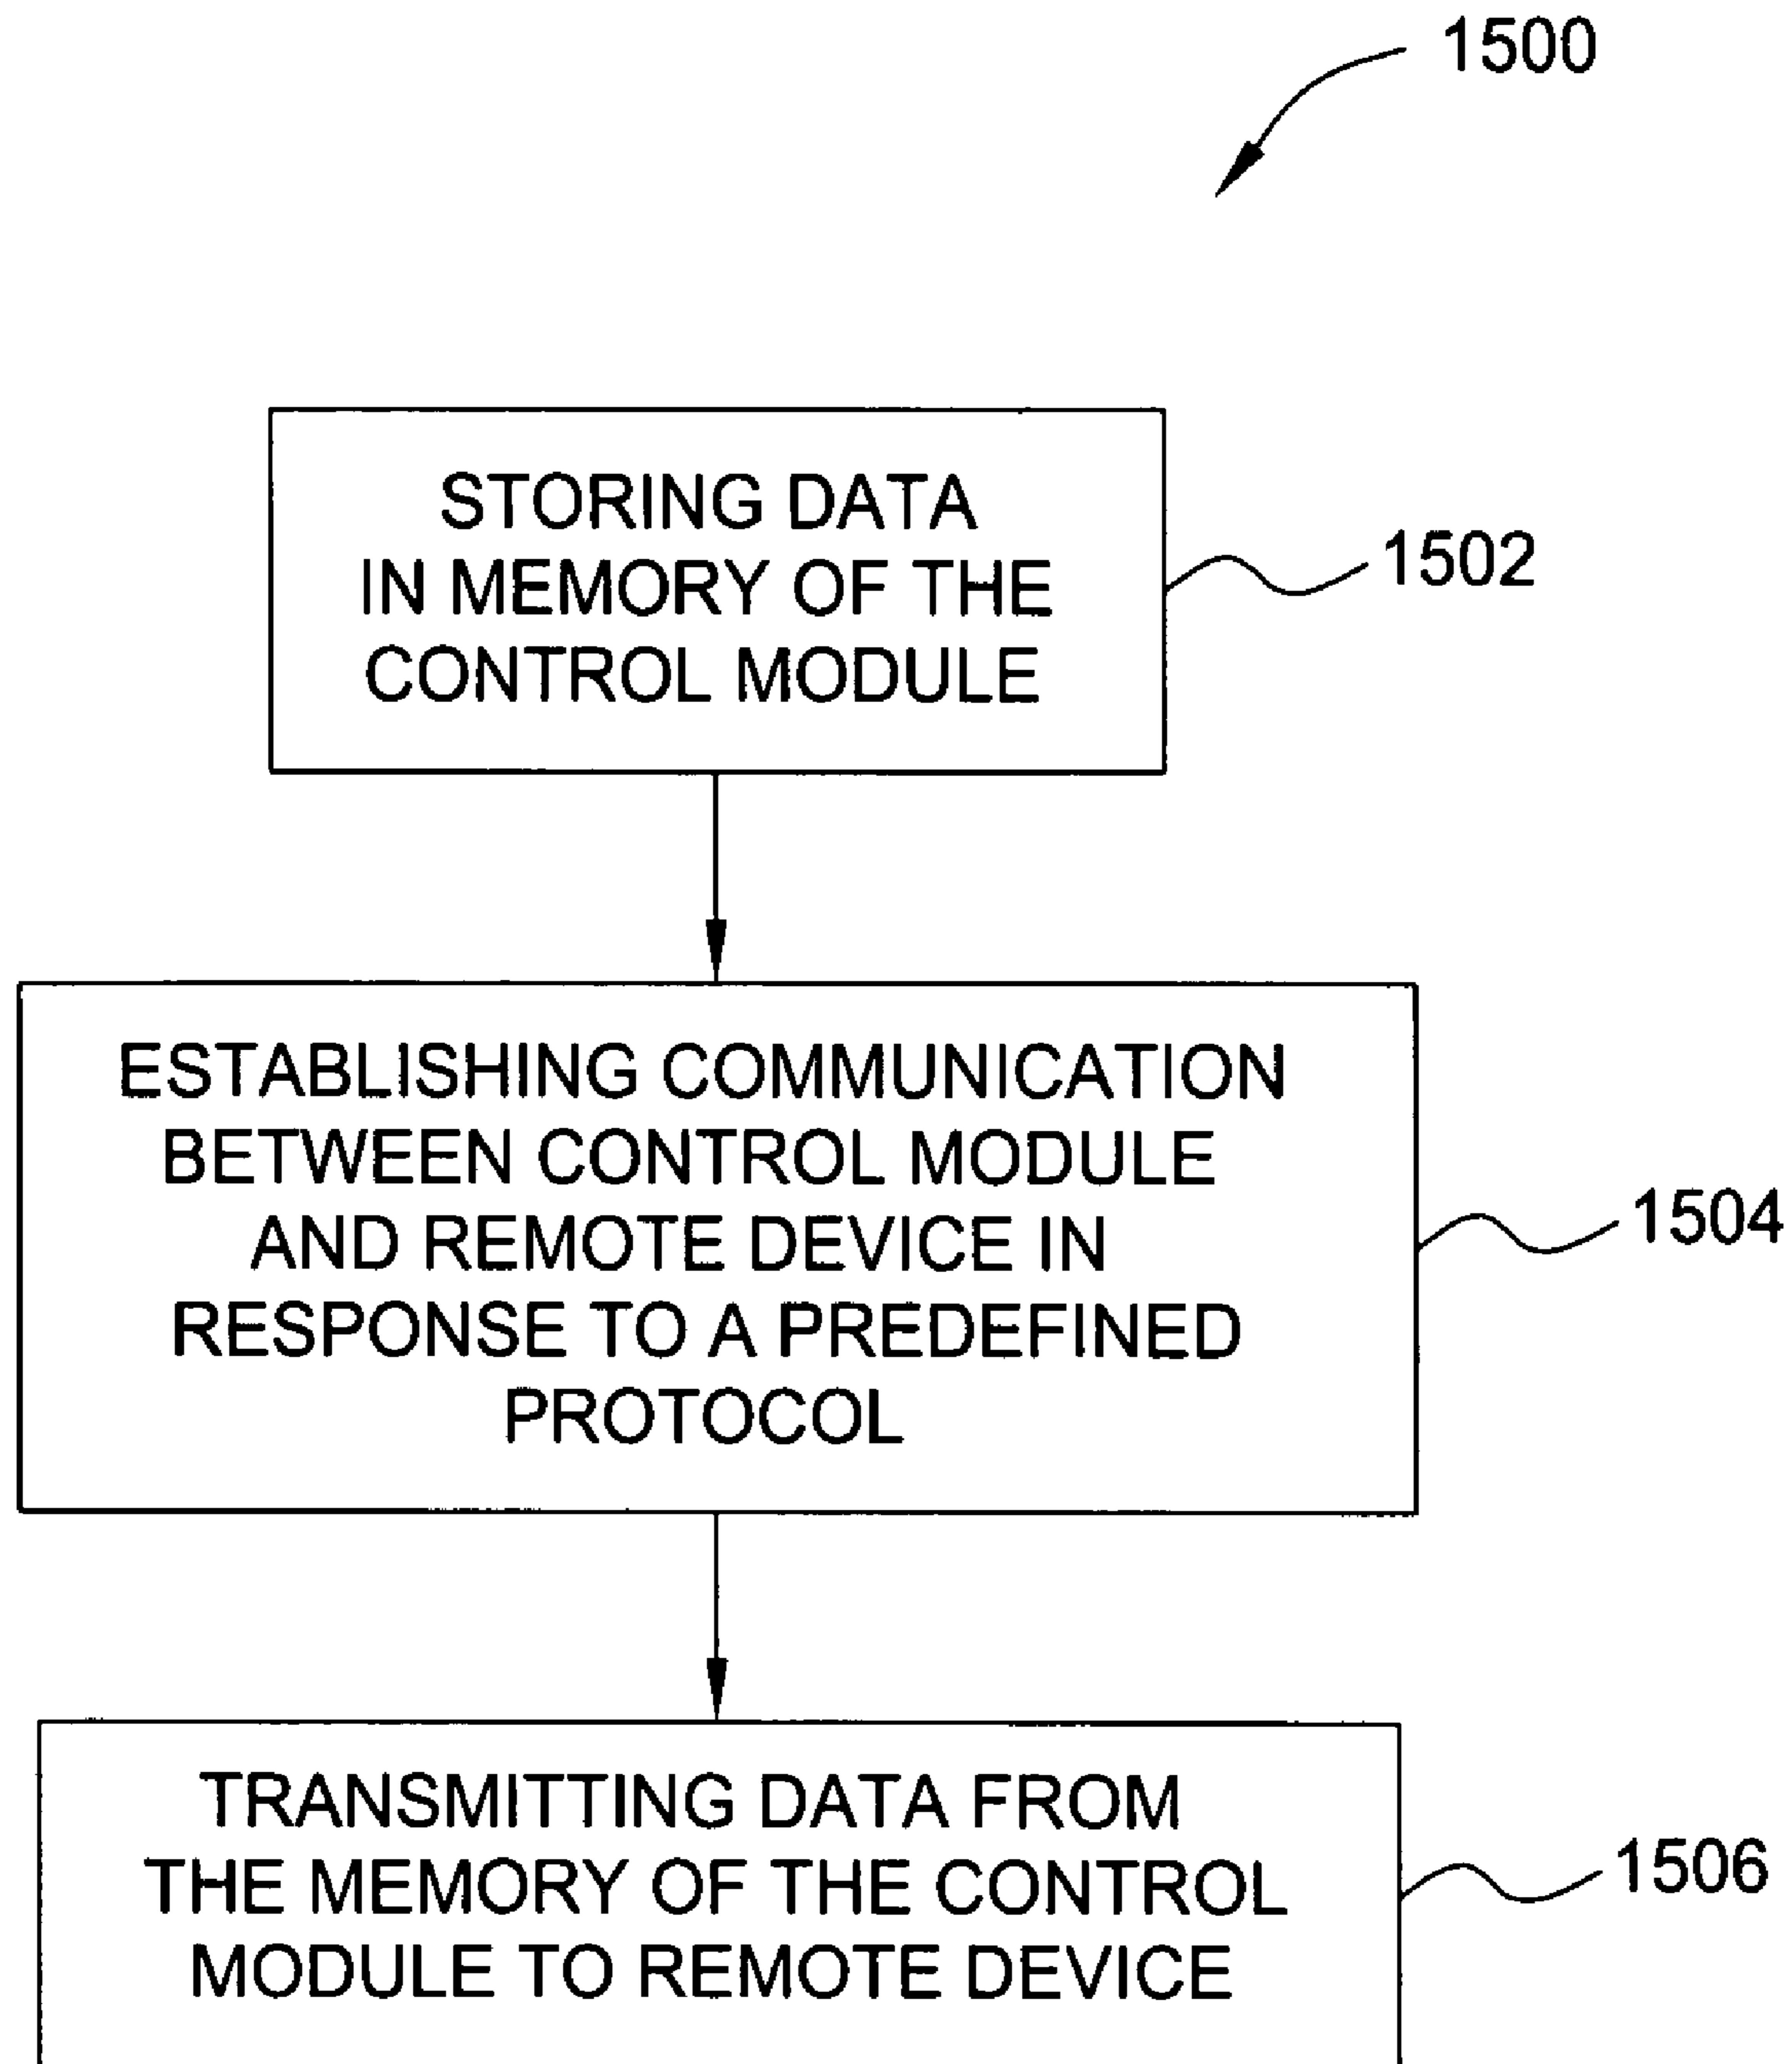 1500
STORING DATA
IN MEMORY OF THE
CONTROL MODULE
1502
ESTABLISHING COMMUNICATION
BETWEEN CONTROL MODULE
AND REMOTE DEVICE IN
RESPONSE TO A PREDEFINED
PROTOCOL
1504
TRANSMITTING DATA FROM
THE MEMORY OF THE CONTROL
MODULE TO REMOTE DEVICE
1506